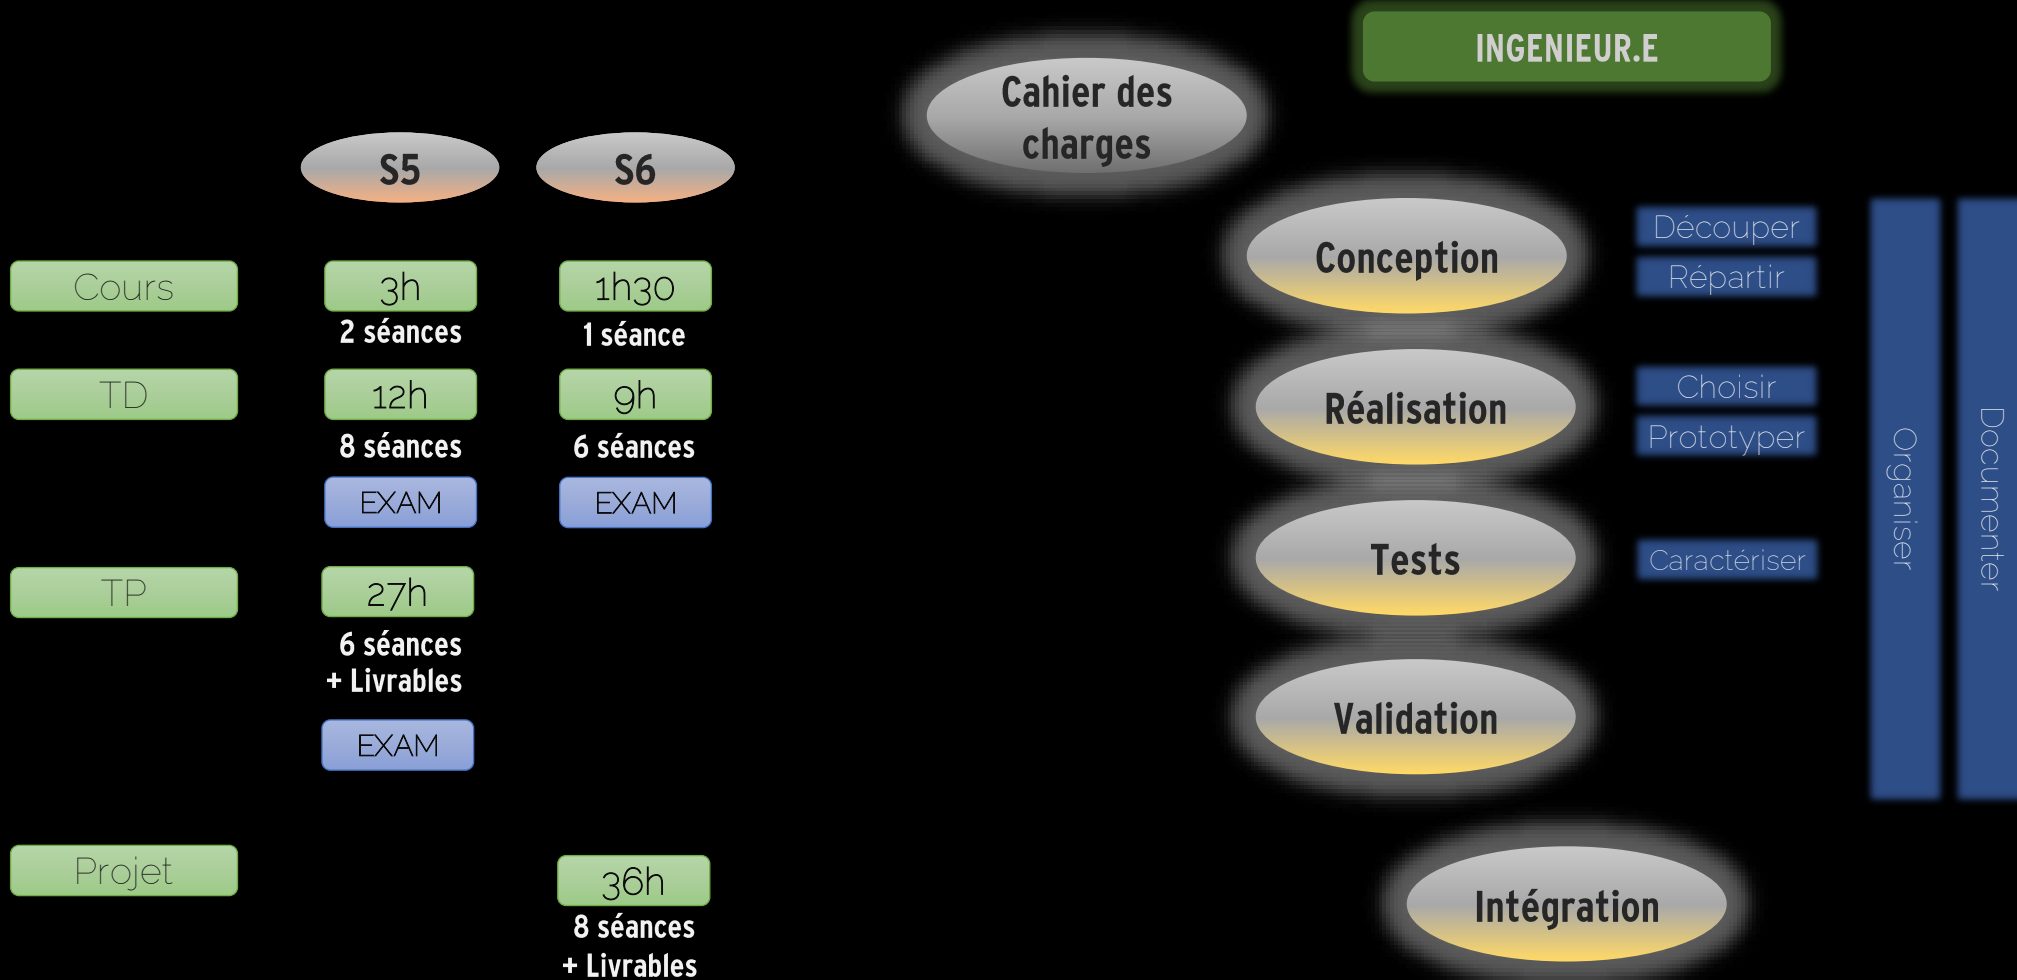 INGENIEUR.E
Cahier des
charges
S5
S6
Conception
Découper
Répartir
Cours
3h
1h30
2 séances
1 séance
TD
12h
9h
8 séances
6 séances
EXAM
EXAM
Réalisation
Choisir
Prototyper
Tests
Caractériser
Organiser
Documenter
TP
27h
6 séances
+ Livrables
EXAM
Validation
Projet
36h
8 séances
+ Livrables
Intégration